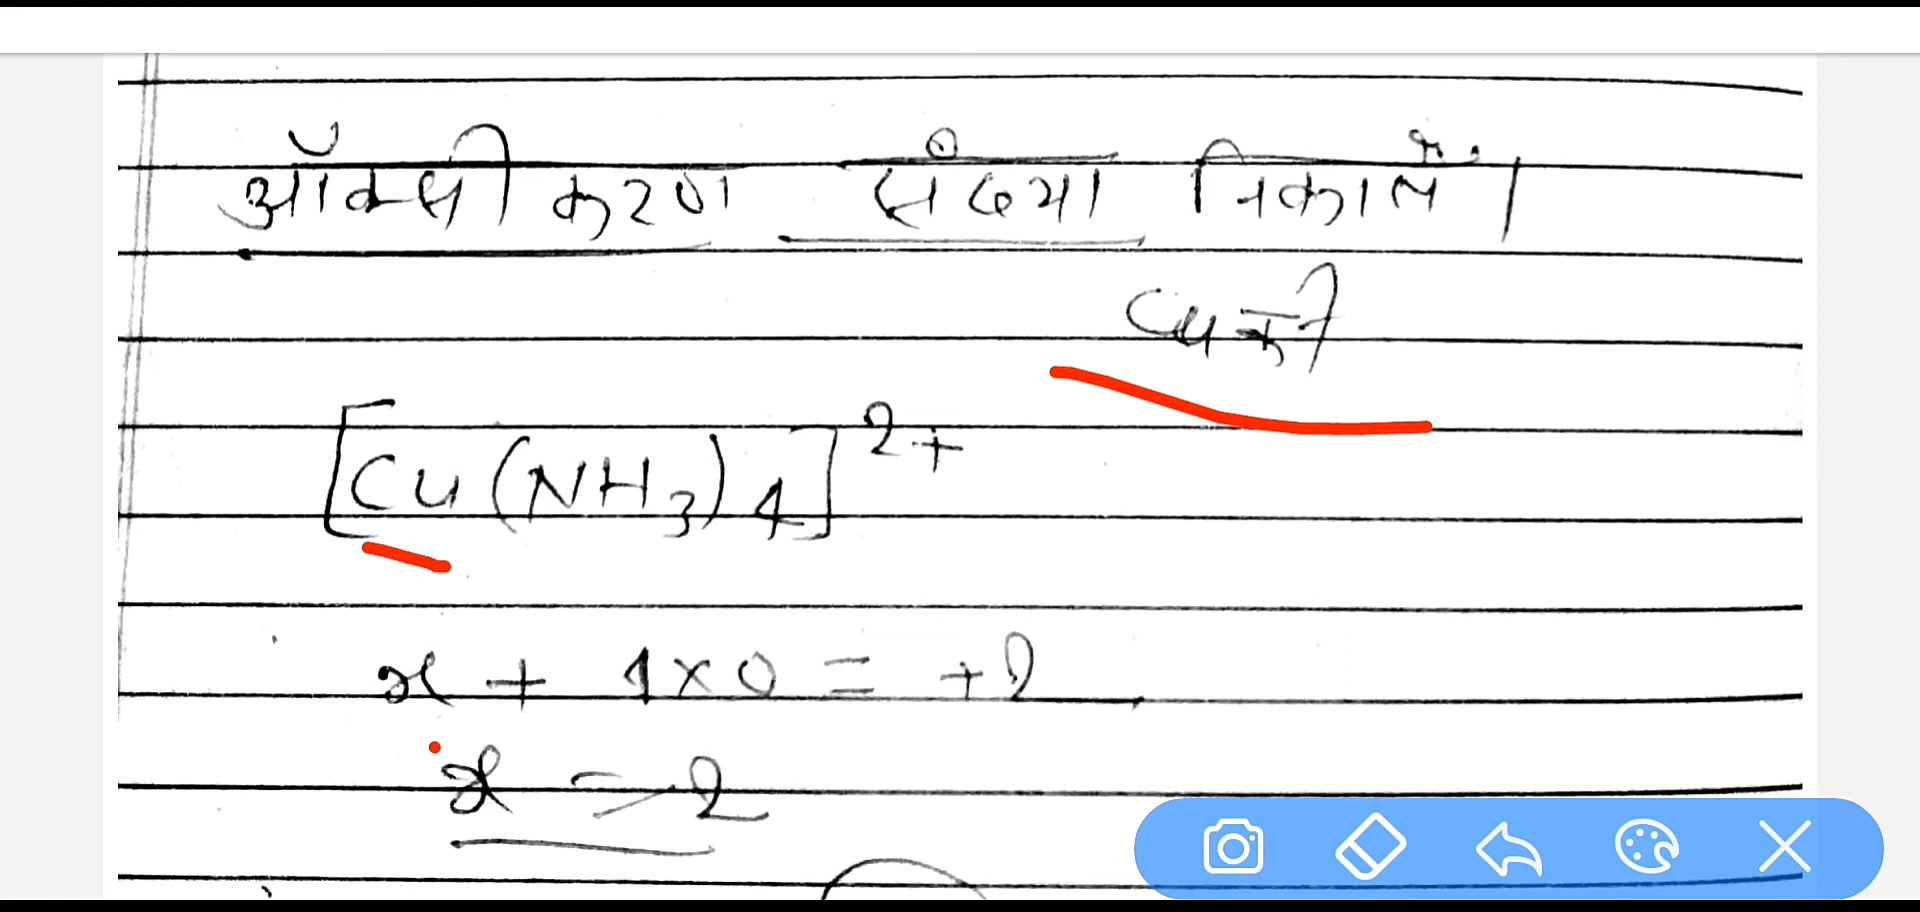 ऑक्सीकरण संख्या निकालें।
Cu की
[Cu(NH₃)4]²⁺
x + 4×0 = +2
x = 2